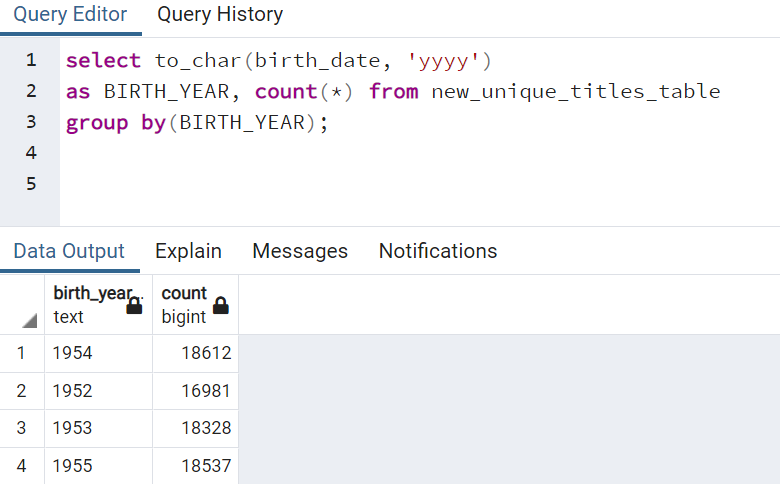 Query Editor Query History
1 select to_char(birth_date, 'yyyy')
2 as BIRTH_YEAR, count(*) from new_unique_titles_table
3 group by(BIRTH_YEAR);
4
5
Data Output Explain Messages Notifications
birth_year... count
text bigint
1 1954 18612
2 1952 16981
3 1953 18328
4 1955 18537